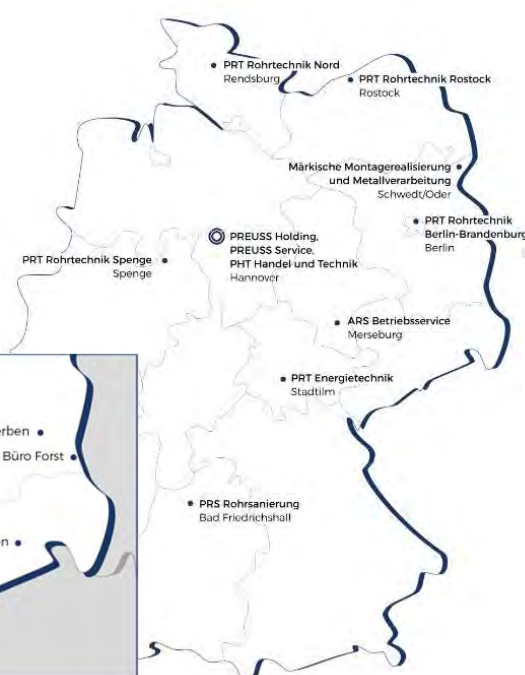 PRT Rohrtechnik Nord
Rendsburg
PRT Rohrtechnik Rostock
Rostock
Märkische Montagerealisierung
und Metallverarbeitung
Schwedt/Oder
PRT Rohrtechnik
Berlin-Brandenburg
Berlin
PREUSS Holding,
PREUSS Service,
PHT Handel und Technik
Hannover
PRT Rohrtechnik Spenge
Spenge
ARS Betriebsservice
Merseburg
PRT Energietechnik
Stadtilm
PRS Rohrsanierung
Bad Friedrichshall
Büro Forst